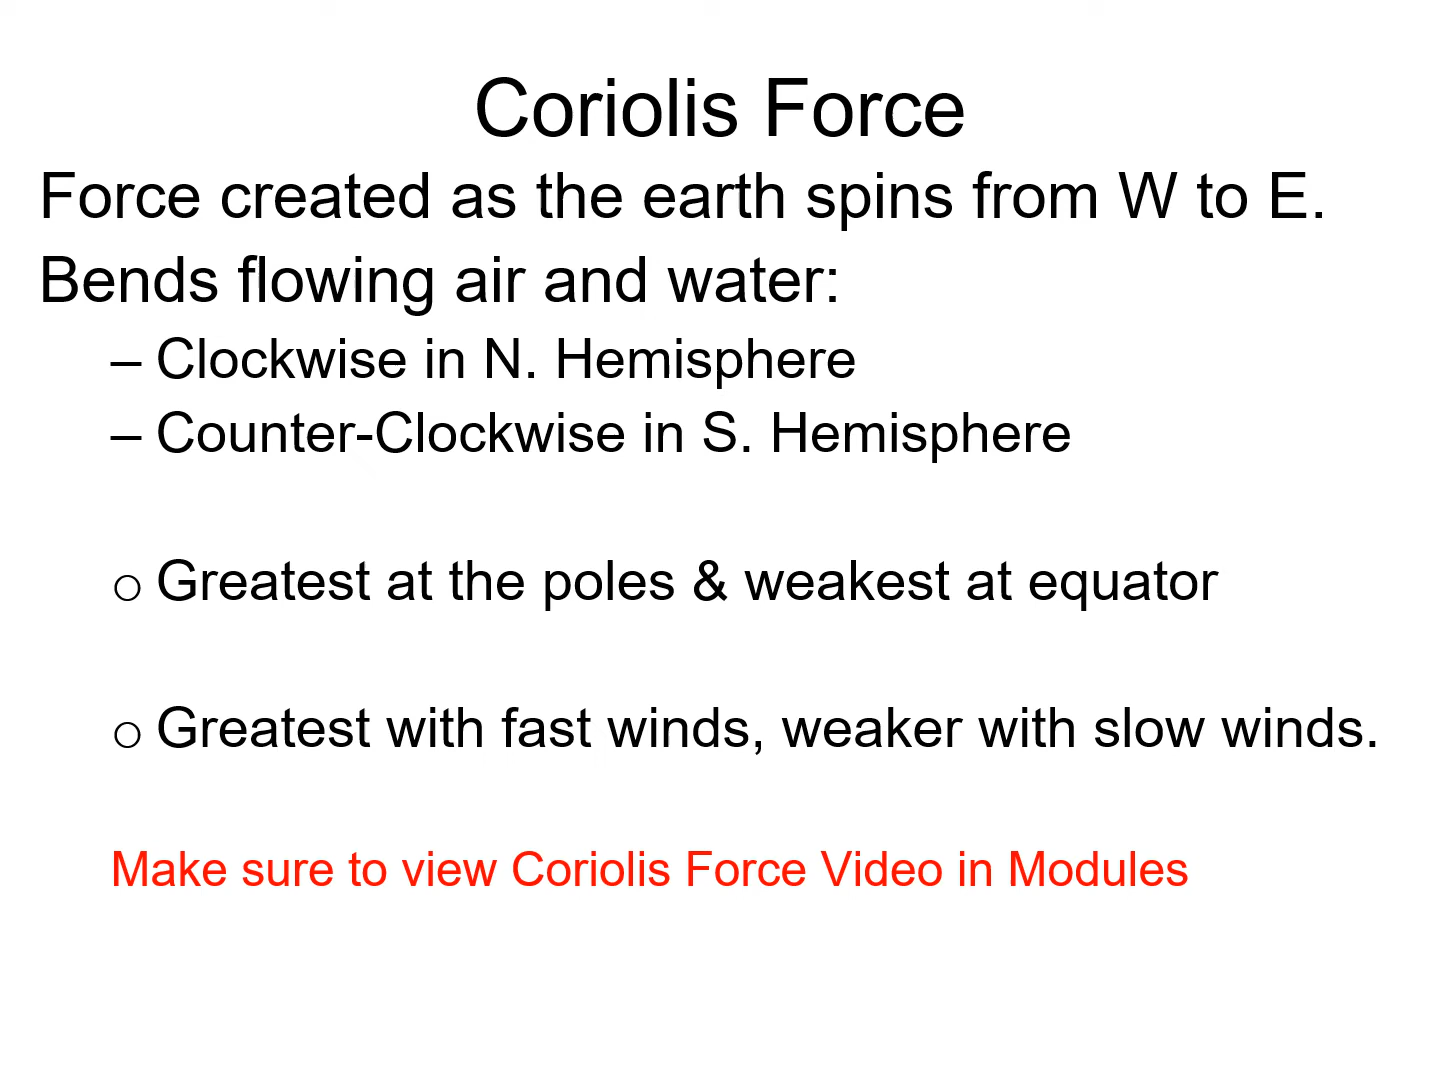 Coriolis Force
Force created as the earth spins from W to E.
Bends flowing air and water:
– Clockwise in N. Hemisphere
– Counter-Clockwise in S. Hemisphere
o Greatest at the poles & weakest at equator
o Greatest with fast winds, weaker with slow winds.
Make sure to view Coriolis Force Video in Modules